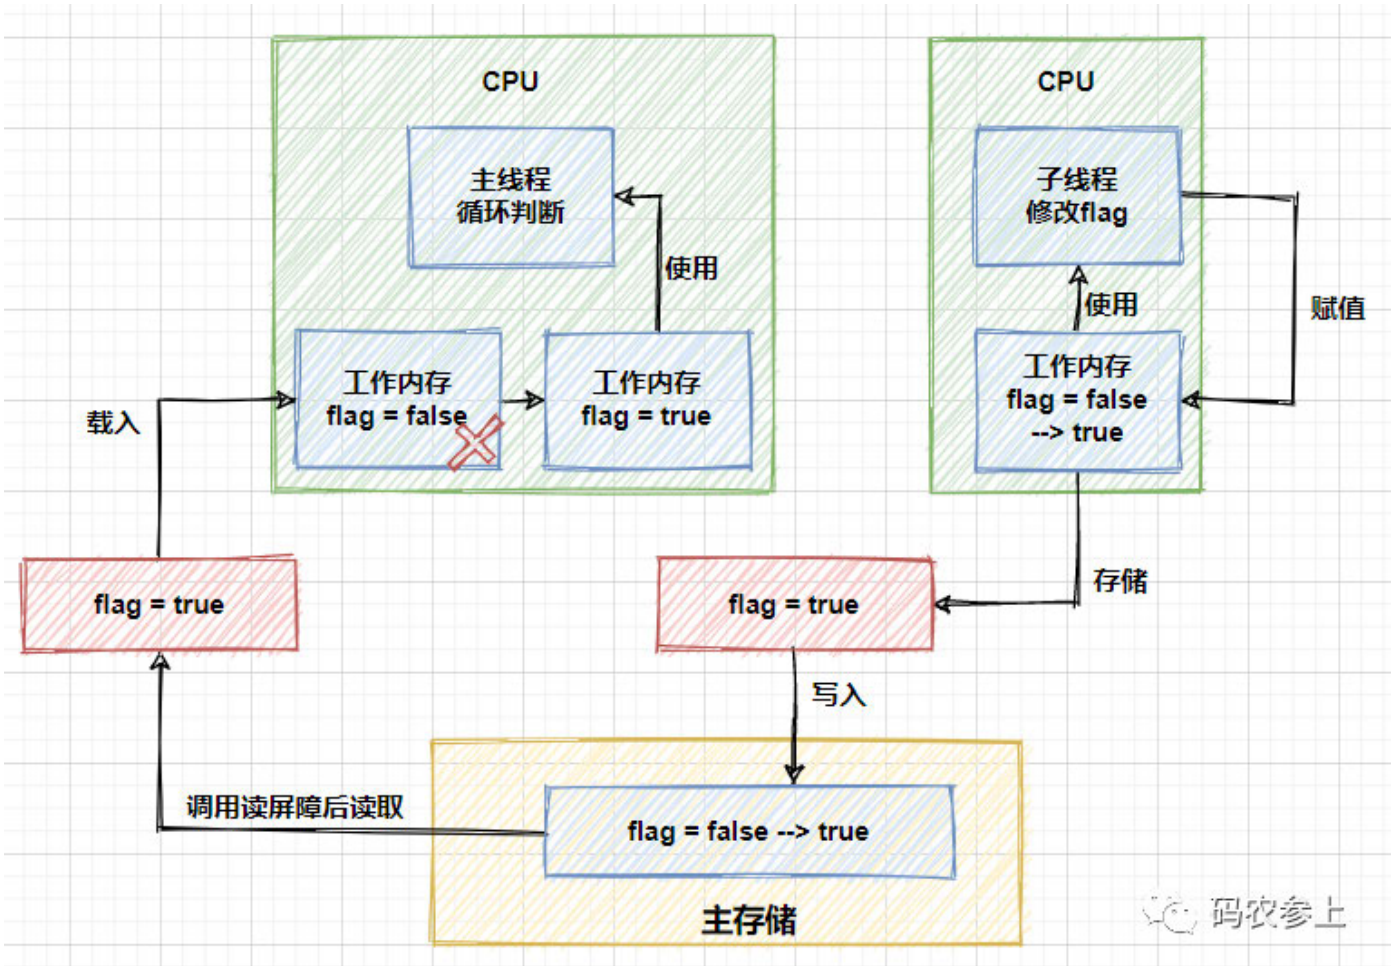 CPU
主线程
循环判断
使用
工作内存
flag = false
工作内存
flag = true
载入
CPU
子线程
修改flag
使用
赋值
工作内存
flag = false
--> true
存储
flag = true
flag = true
写入
调用读屏障后读取
flag = false --> true
主存储
码农参上